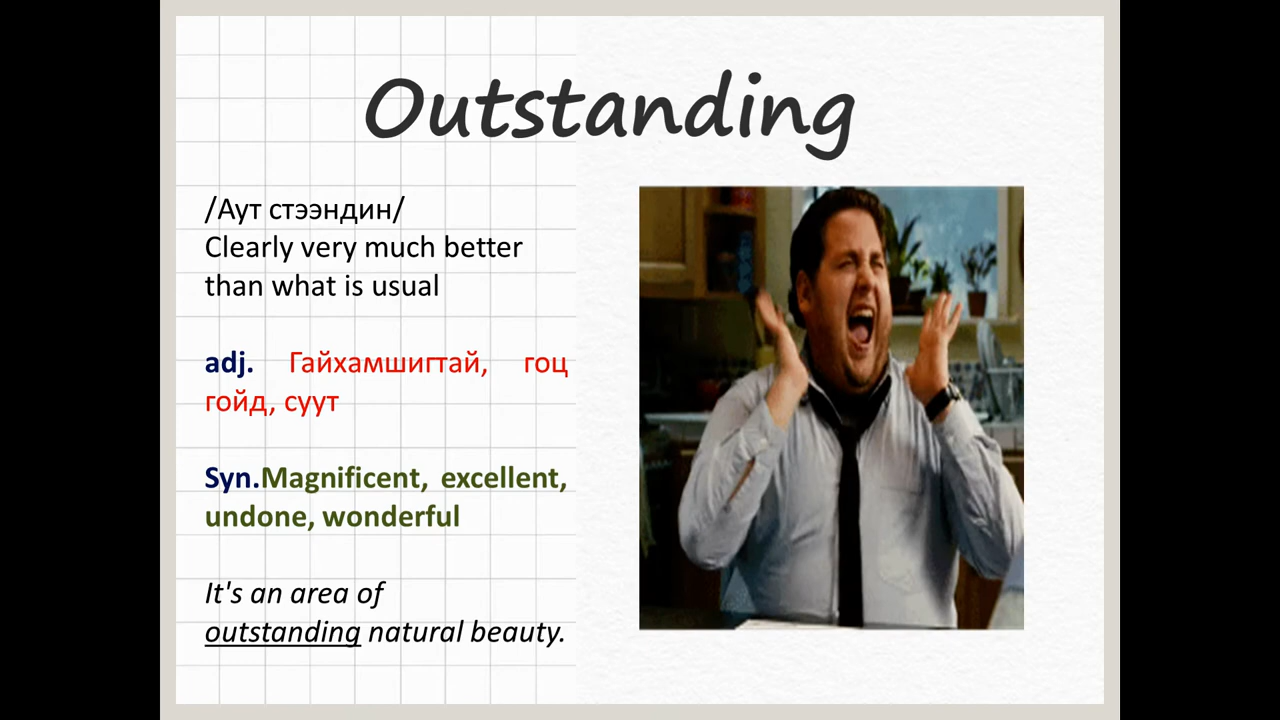 Outstanding
/Аут стээндин/
Clearly very much better
than what is usual
adj. Гайхамшигтай, гоц
гойд, суут
Syn.Magnificent, excellent,
undone, wonderful
It's an area of
outstanding natural beauty.